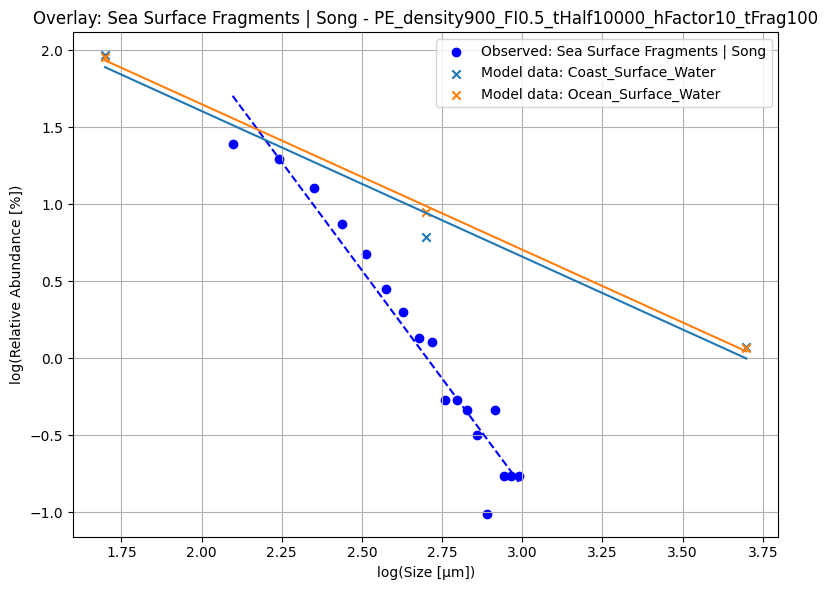 Overlay: Sea Surface Fragments | Song - PE_density900_FI0.5_tHalf10000_hFactor10_tFrag100
Observed: Sea Surface Fragments | Song
Model data: Coast_Surface_Water
Model data: Ocean_Surface_Water
log(Relative Abundance [%])
2.0
1.5
1.0
0.5
0.0
−0.5
−1.0
1.75 2.00 2.25 2.50 2.75 3.00 3.25 3.50 3.75
log(Size [μm])